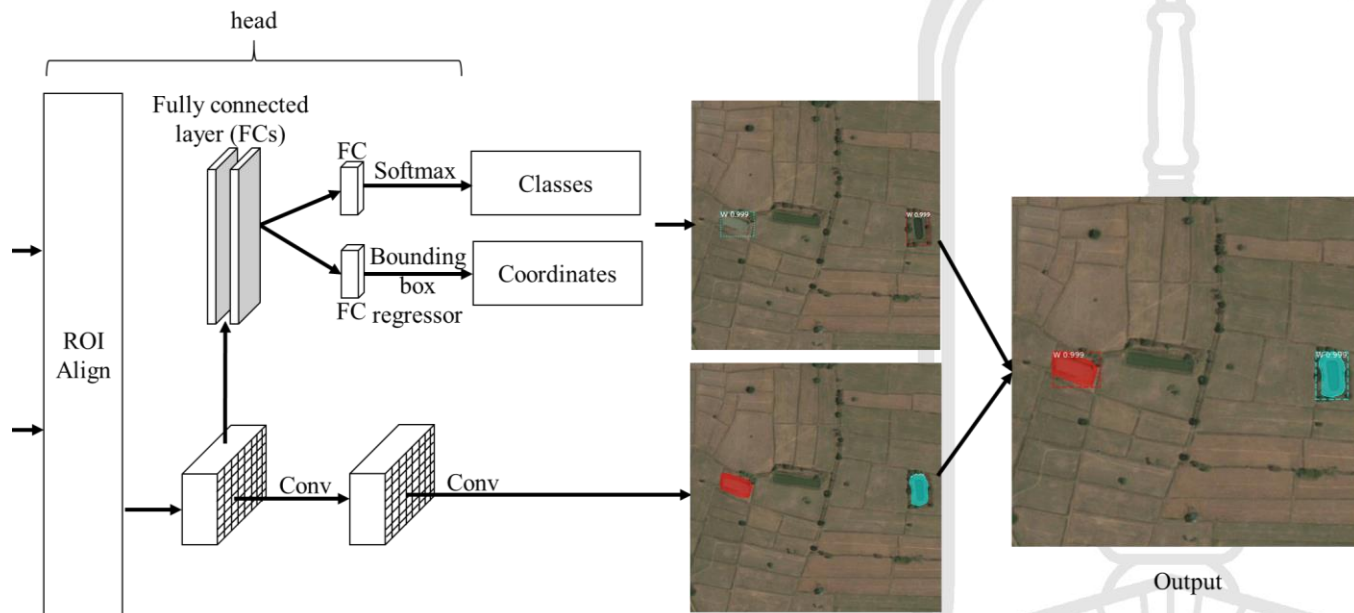 head
Fully connected
layer (FCs)
FC
Softmax
Classes
Bounding
box
regressor
FC
Coordinates
ROI
Align
Conv
Conv
W 0.999
W 0.999
W 0.999
W 0.999
Output